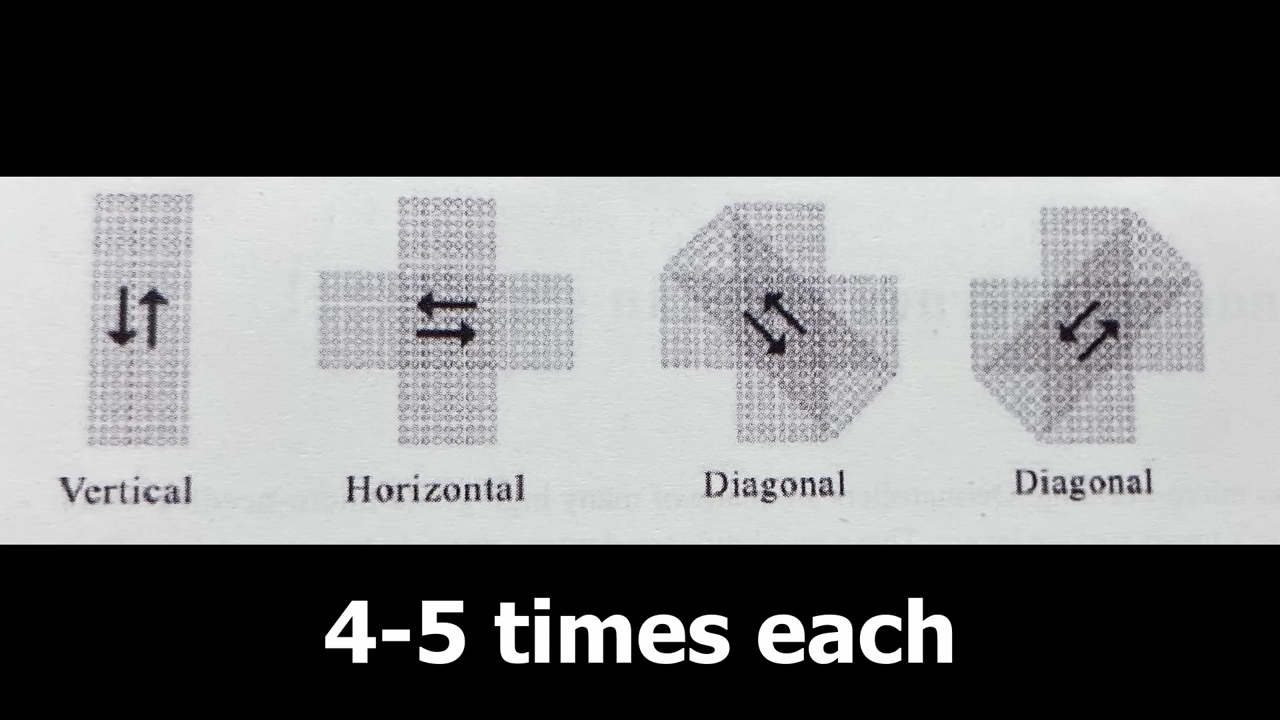 Vertical
Horizontal
Diagonal
Diagonal
4-5 times each